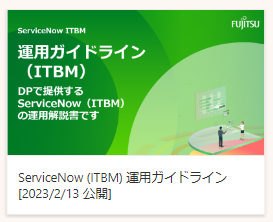 ServiceNow ITBM
FUJITSU
運用ガイドライン
（ITBM）
DPで提供する
ServiceNow（ITBM）
の運用解説書です
ServiceNow (ITBM) 運用ガイドライン
[2023/2/13 公開]